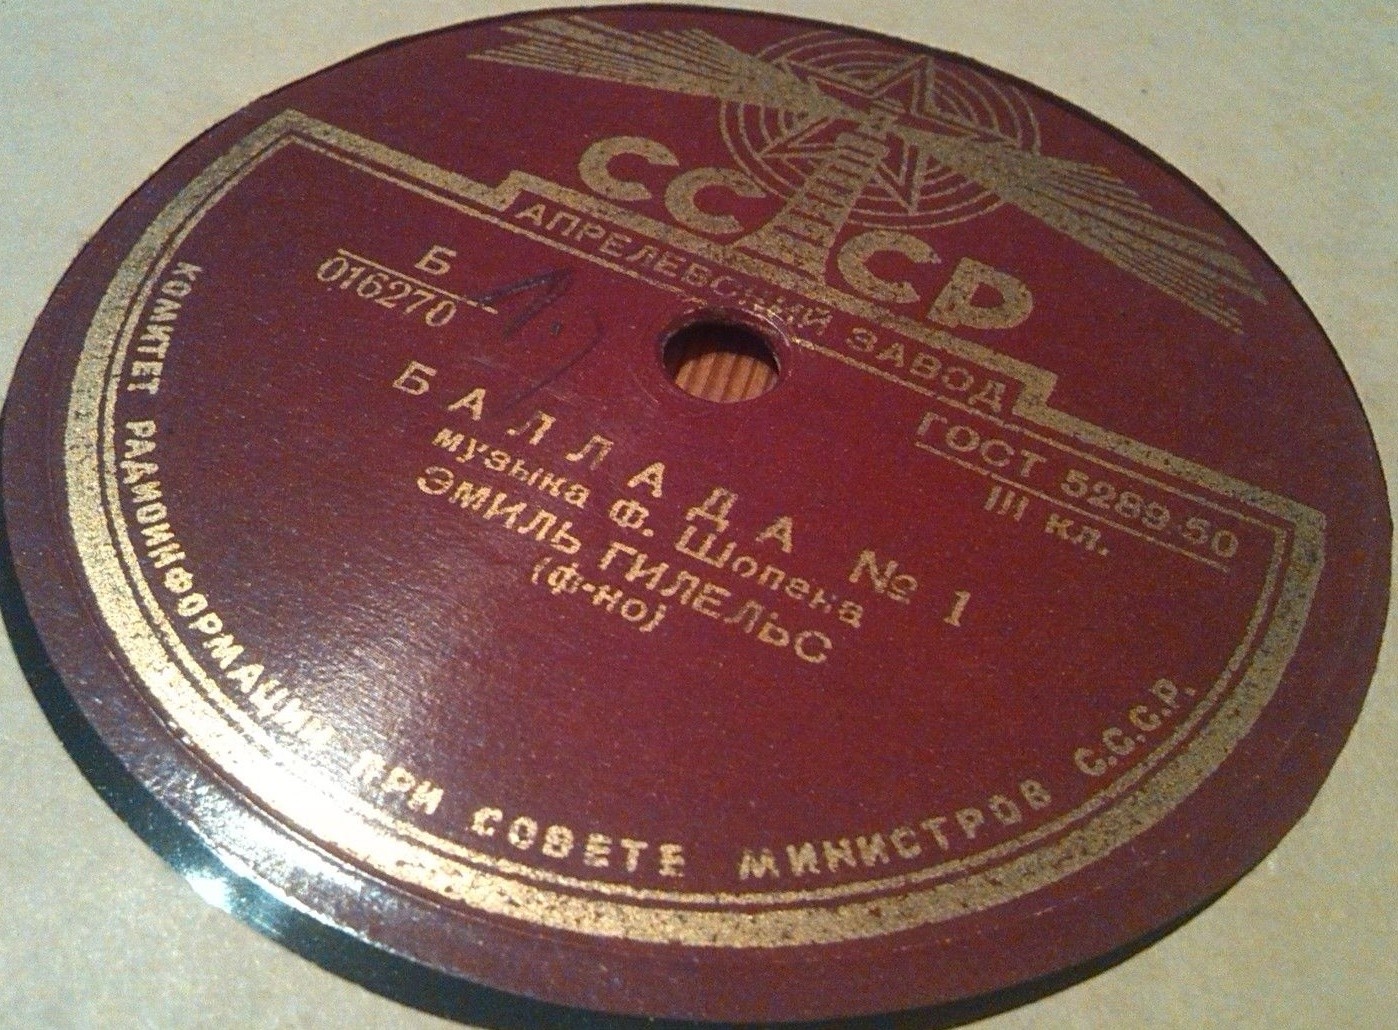 СССР
АПРЕЛЕВСКИЙ ЗАВОД
Б
016270
ГОСТ 5289-50
III кл.
БАЛЛАДА № 1
музыка Ф. Шопена
ЭМИЛЬ ГИЛЕЛЬС
(ф-но)
КОМИТЕТ РАДИОИНФОРМАЦИИ ПРИ СОВЕТЕ МИНИСТРОВ С.С.С.Р.